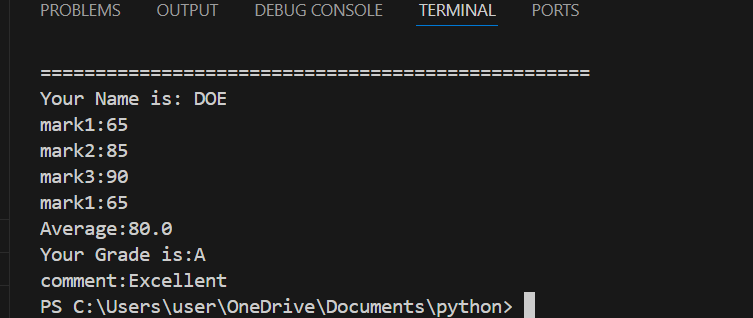 PROBLEMS OUTPUT DEBUG CONSOLE TERMINAL PORTS
==================================================
Your Name is: DOE
mark1:65
mark2:85
mark3:90
mark1:65
Average:80.0
Your Grade is:A
comment:Excellent
PS C:\Users\user\OneDrive\Documents\python>